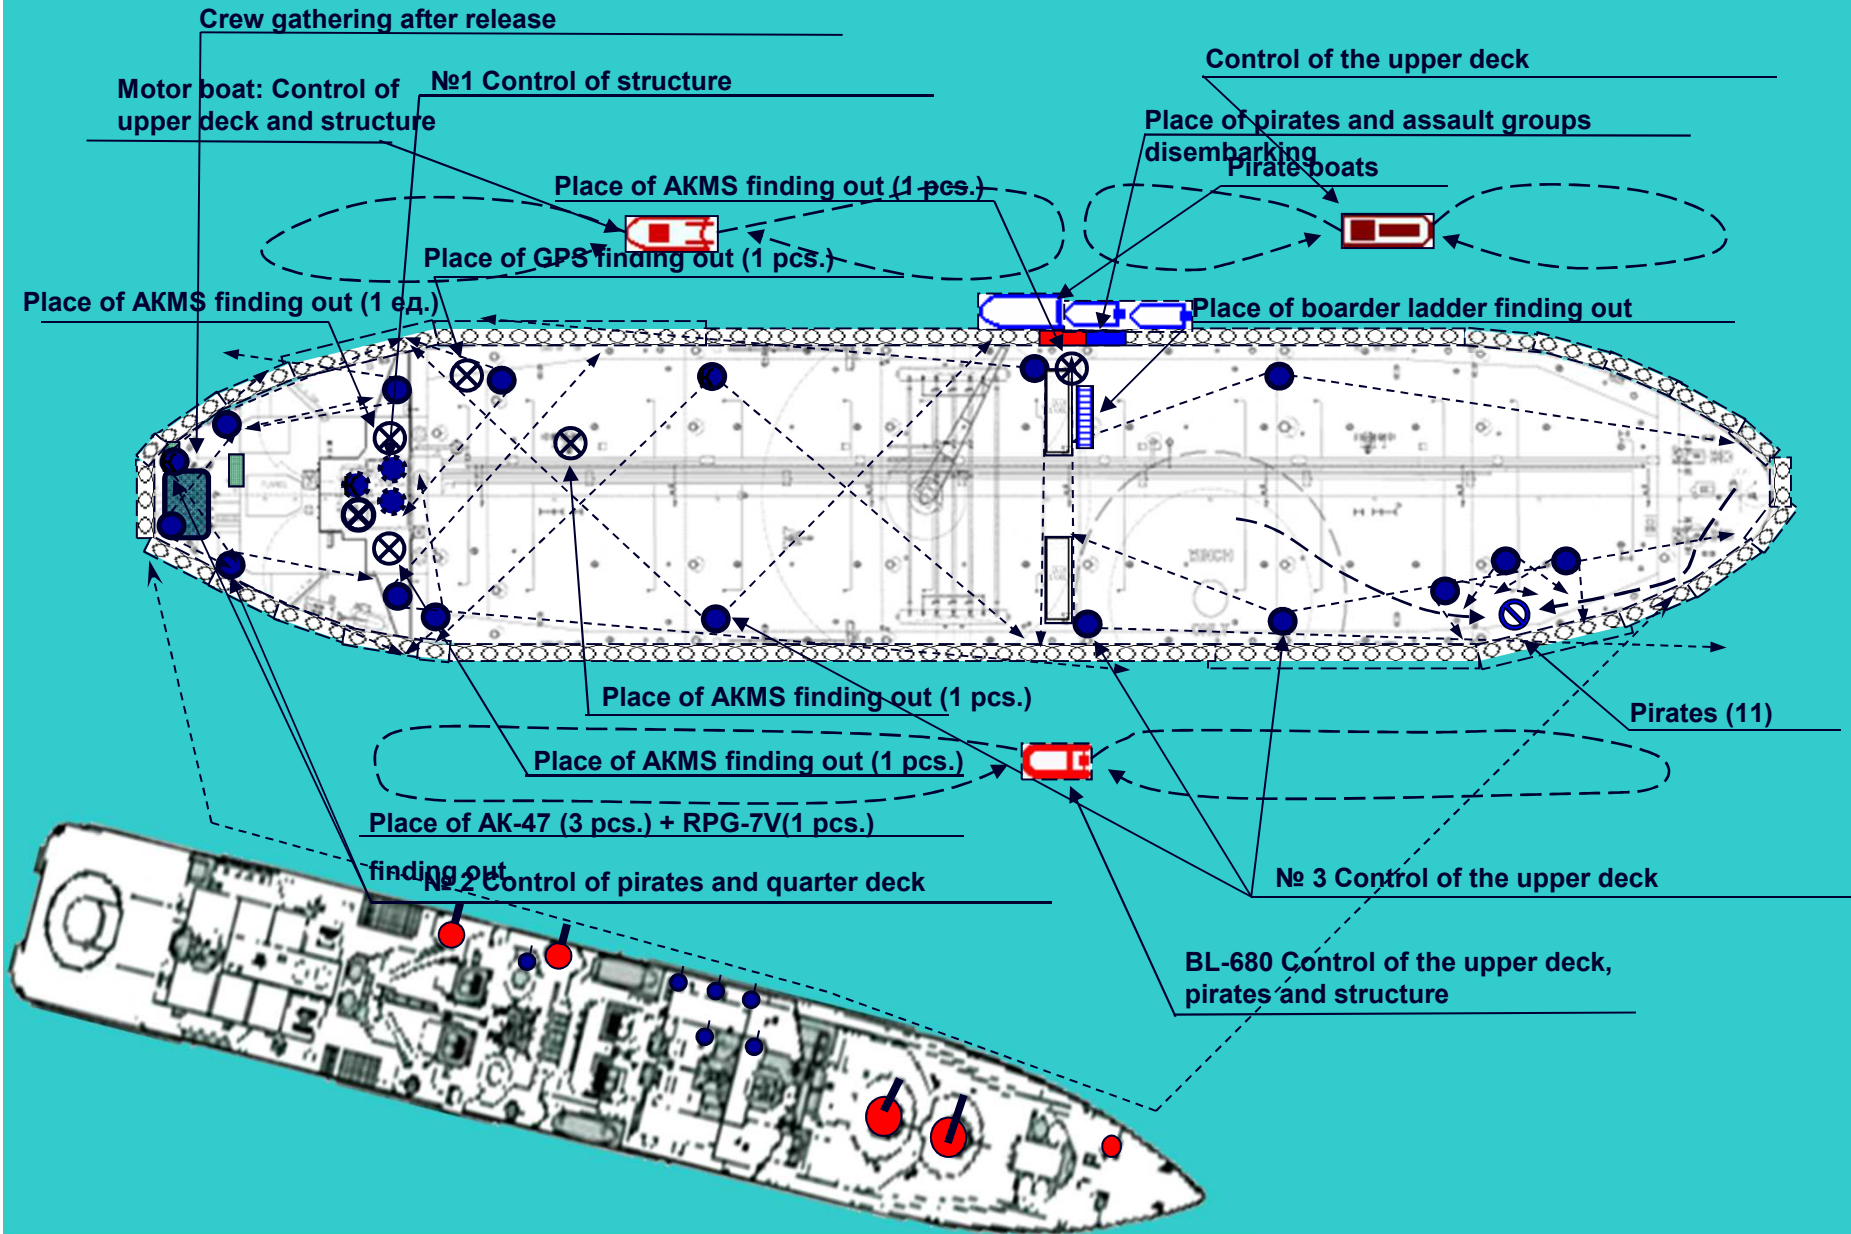 Crew gathering after release
Control of the upper deck
Motor boat: Control of
upper deck and structure
№1 Control of structure
Place of pirates and assault groups
disembarking
Pirate boats
Place of AKMS finding out (1 pcs.)
Place of GPS finding out (1 pcs.)
Place of AKMS finding out (1 ед.)
Place of boarder ladder finding out
WINCH
Place of AKMS finding out (1 pcs.)
Pirates (11)
Place of AKMS finding out (1 pcs.)
Place of AK-47 (3 pcs.) + RPG-7V(1 pcs.)
finding out.
№ 2 Control of pirates and quarter deck
№ 3 Control of the upper deck
BL-680 Control of the upper deck,
pirates and structure